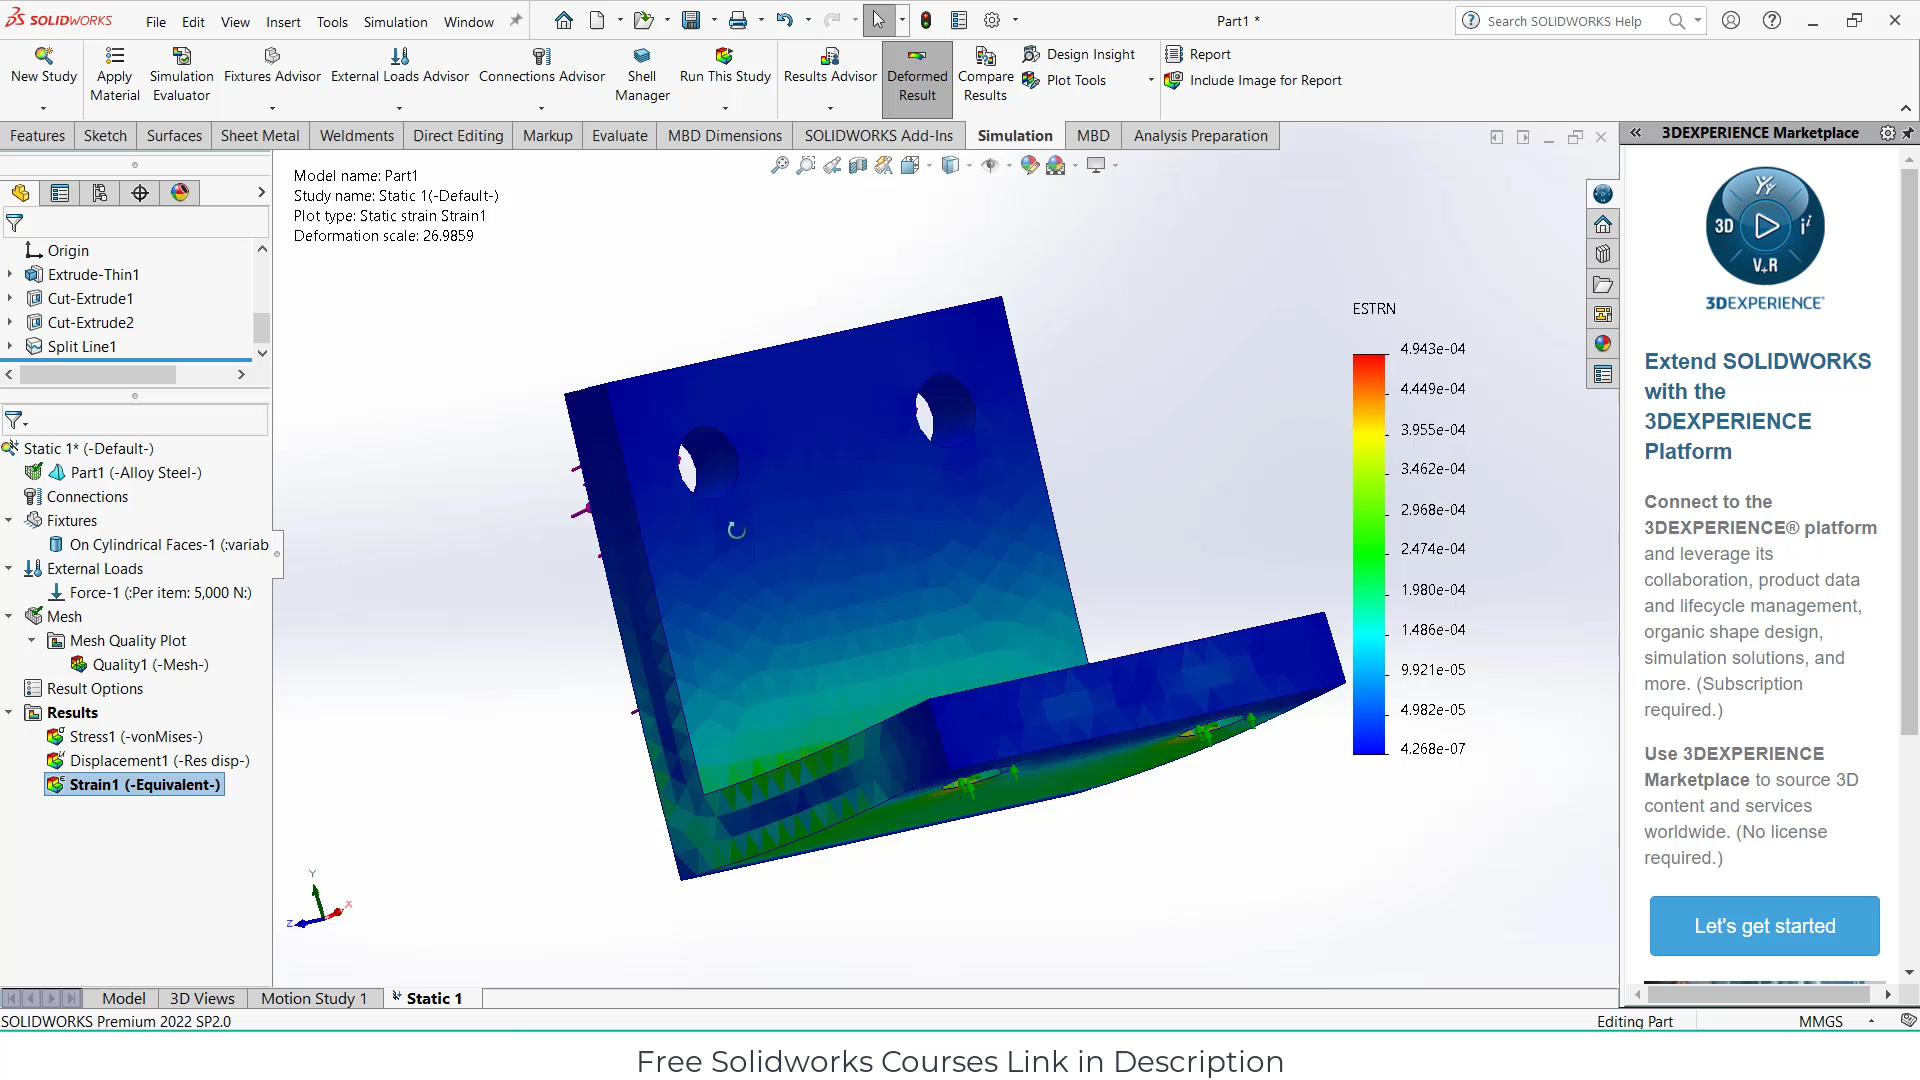 SOLIDWORKS
File Edit View Insert Tools Simulation Window
Part1 *
Search SOLIDWORKS Help
New Study
Apply Material
Simulation Evaluator
Fixtures Advisor
External Loads Advisor
Connections Advisor
Shell Manager
Run This Study
Results Advisor
Deformed Result
Compare Results
Design Insight
Plot Tools
Report
Include Image for Report
Features Sketch Surfaces Sheet Metal Weldments Direct Editing Markup Evaluate MBD Dimensions SOLIDWORKS Add-Ins Simulation MBD Analysis Preparation
Origin
Extrude-Thin1
Cut-Extrude1
Cut-Extrude2
Split Line1
Static 1* (-Default-)
Part1 (-Alloy Steel-)
Connections
Fixtures
On Cylindrical Faces-1 (:variab
External Loads
Force-1 (:Per item: 5,000 N:)
Mesh
Mesh Quality Plot
Quality1 (-Mesh-)
Result Options
Results
Stress1 (-vonMises-)
Displacement1 (-Res disp-)
Strain1 (-Equivalent-)
Model name: Part1
Study name: Static 1(-Default-)
Plot type: Static strain Strain1
Deformation scale: 26.9859
ESTRN
4.943e-04
4.449e-04
3.955e-04
3.462e-04
2.968e-04
2.474e-04
1.980e-04
1.486e-04
9.921e-05
4.982e-05
4.268e-07
Y
X
Z
3DEXPERIENCE Marketplace
3D
V+R
3DEXPERIENCE
Extend SOLIDWORKS
with the
3DEXPERIENCE
Platform
Connect to the
3DEXPERIENCE® platform
and leverage its
collaboration, product data
and lifecycle management,
organic shape design,
simulation solutions, and
more. (Subscription
required.)
Use 3DEXPERIENCE
Marketplace to source 3D
content and services
worldwide. (No license
required.)
Let's get started
Model 3D Views Motion Study 1 Static 1
SOLIDWORKS Premium 2022 SP2.0
Editing Part
MMGS
Free Solidworks Courses Link in Description